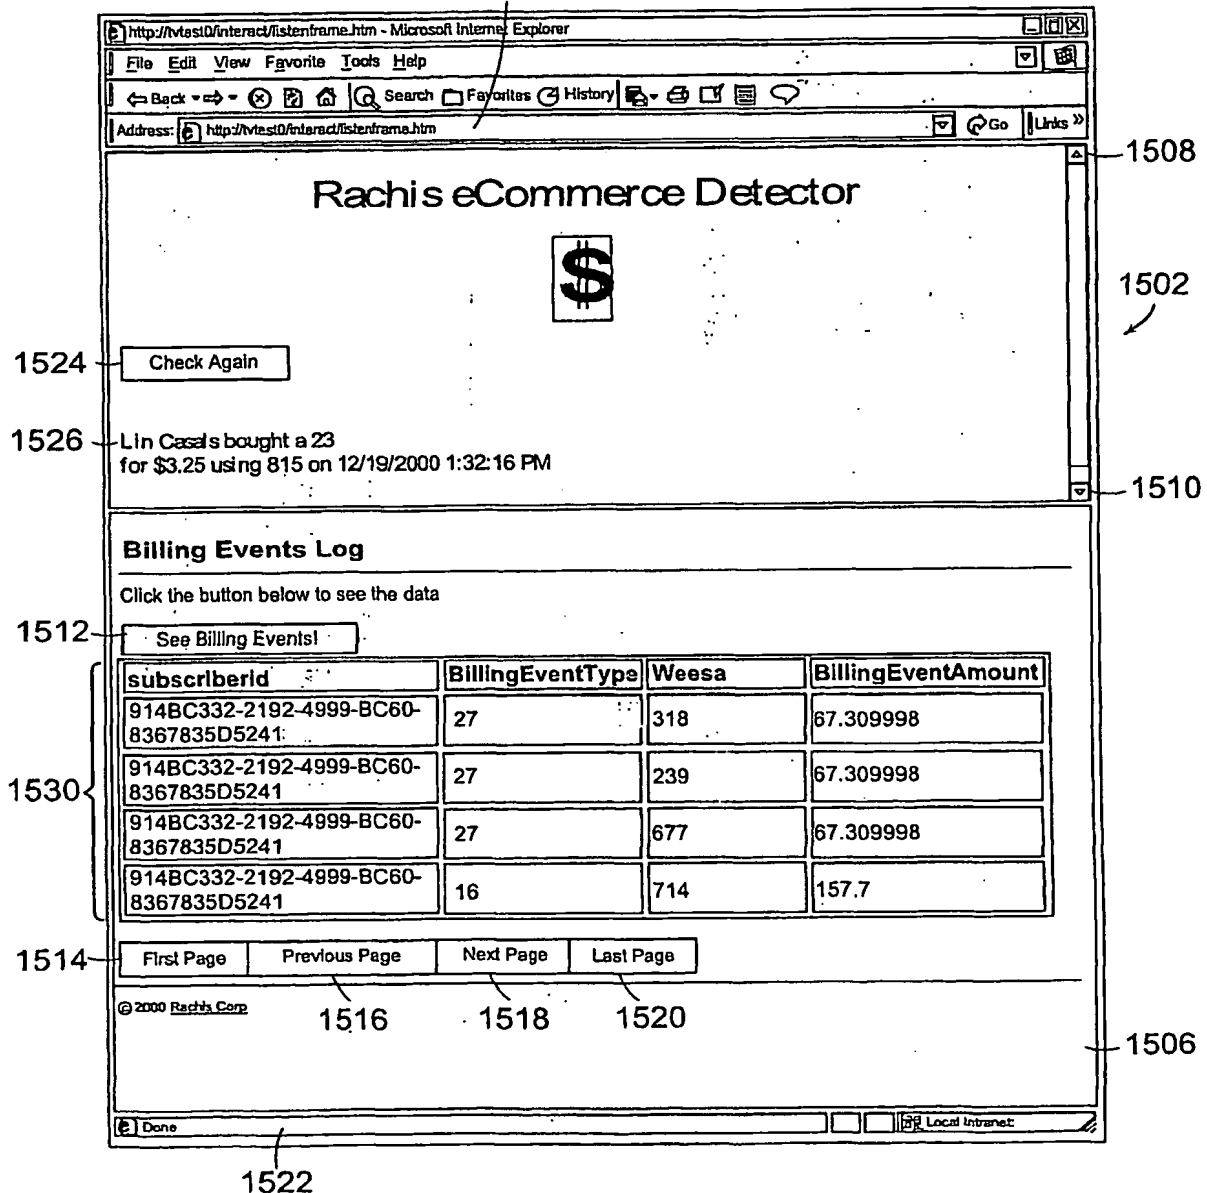 http://tvtest0/interact/listenframe.htm - Microsoft Internet Explorer
File Edit View Favorite Tools Help
Back Search Favorites History
Address: http://tvtest0/interact/listenframe.htm Go Links »
1508
Rachis eCommerce Detector
$
1502
1524 Check Again
1526 Lin Casals bought a 23
for $3.25 using 815 on 12/19/2000 1:32:16 PM
1510
Billing Events Log
Click the button below to see the data
1512 See Billing Events!
subscriberid BillingEventType Weesa BillingEventAmount
914BC332-2192-4999-BC60-
8367835D5241 27 318 67.309998
914BC332-2192-4999-BC60-
8367835D5241 27 239 67.309998
1530
914BC332-2192-4999-BC60-
8367835D5241 27 677 67.309998
914BC332-2192-4999-BC60-
8367835D5241 16 714 157.7
1514 First Page Previous Page Next Page Last Page
© 2000 Rachis Corp
1516 1518 1520
1506
Done Local intranet
1522